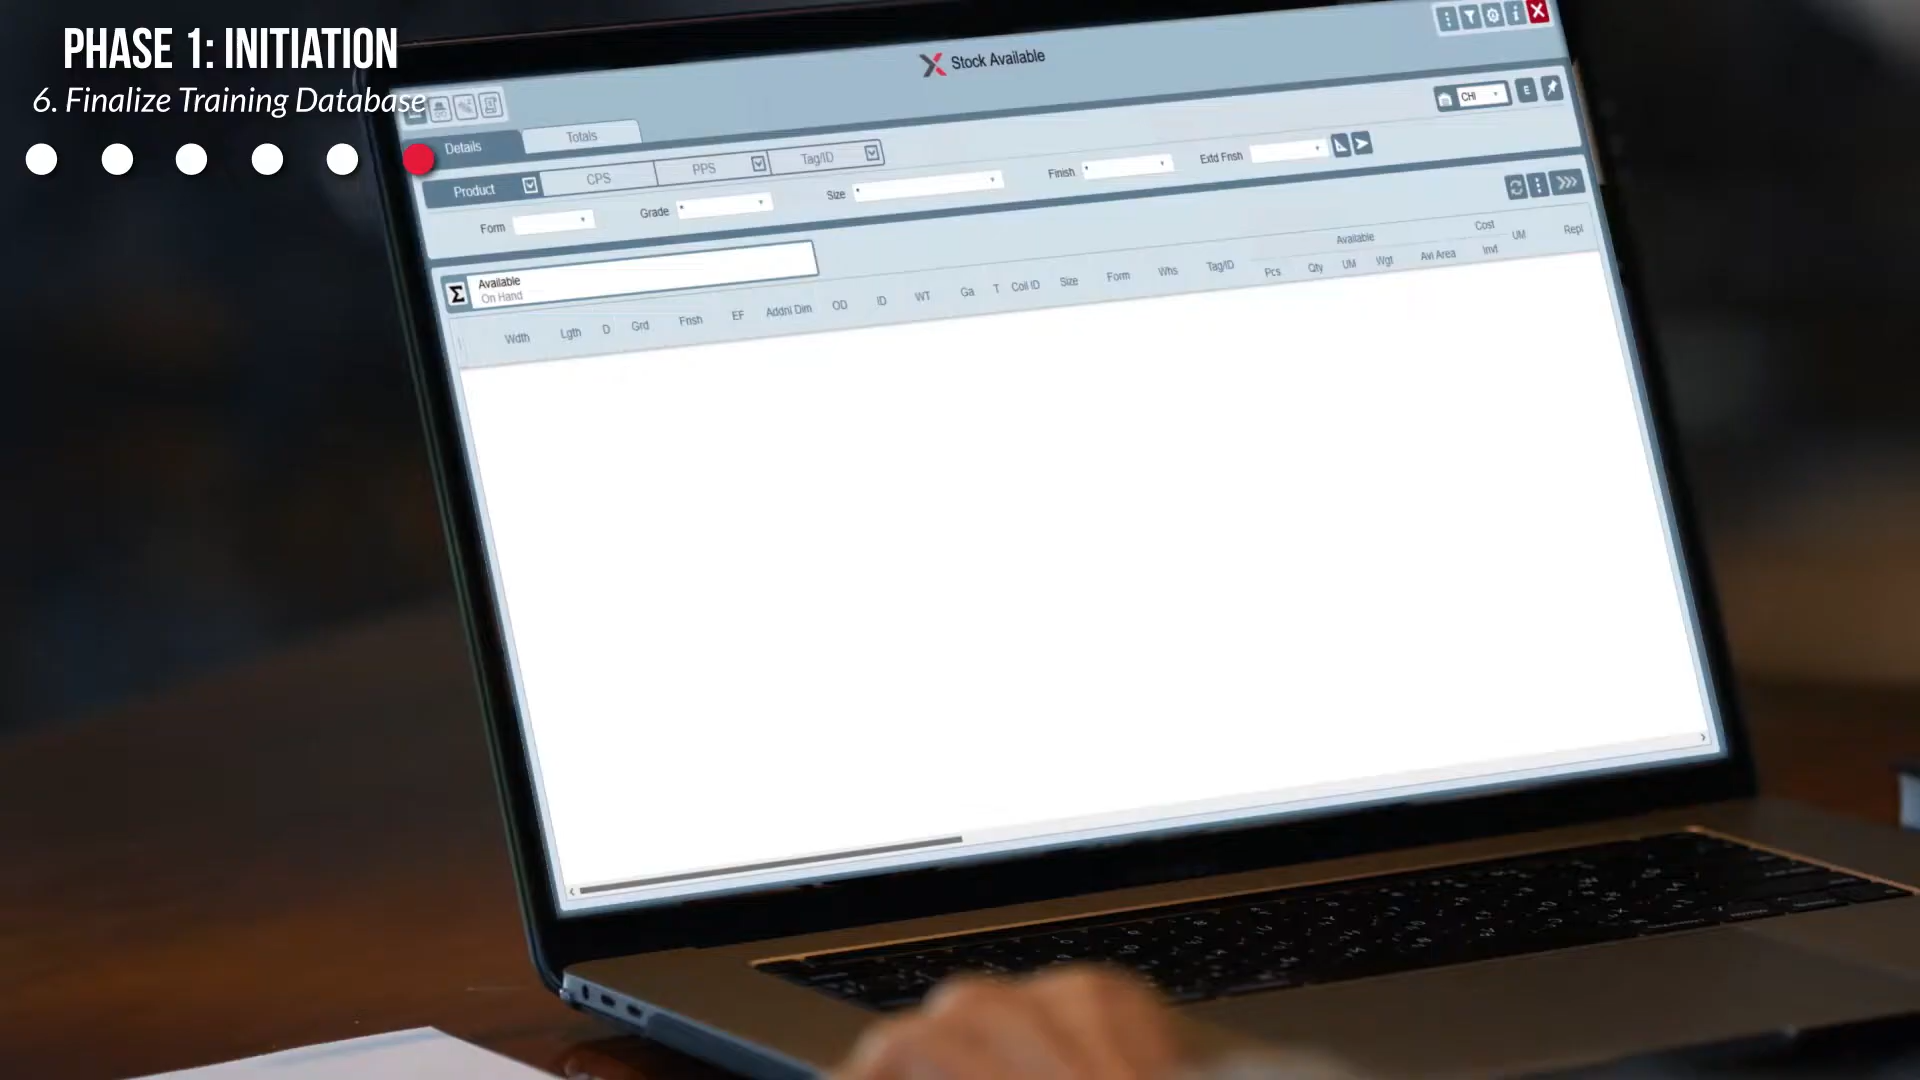 PHASE 1: INITIATION
6. Finalize Training Database
Stock Available
CHI
E
Details
Totals
Product
CPS
PPS
Tag/ID
Form
Grade
Size
Finish
Extd Fnsh
Σ
Available
On Hand
Available
Cost
Wdth
Lgth
D
Grd
Fnsh
EF
Addnl Dim
OD
ID
WT
Ga
T
Coil ID
Size
Form
Whs
Tag/ID
Pcs
Qty
UM
Wgt
Avl Area
Invt
UM
Repl